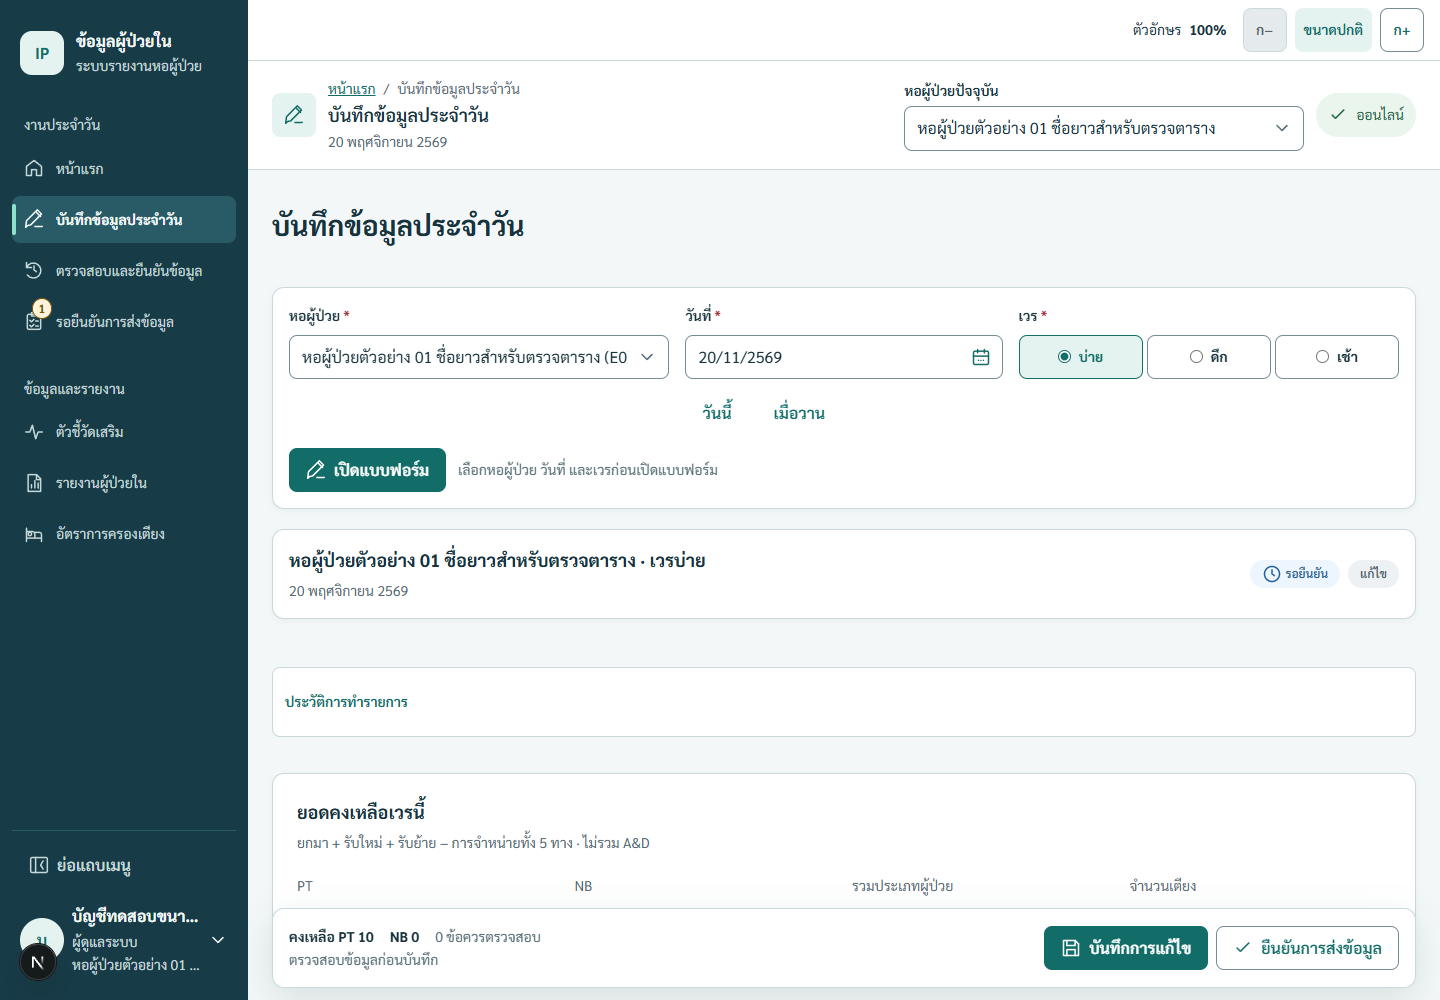 IP
ข้อมูลผู้ป่วยใน
ระบบรายงานหอผู้ป่วย
งานประจำวัน
หน้าแรก
บันทึกข้อมูลประจำวัน
ตรวจสอบและยืนยันข้อมูล
1
รอยืนยันการส่งข้อมูล
ข้อมูลและรายงาน
ตัวชี้วัดเสริม
รายงานผู้ป่วยใน
อัตราการครองเตียง
ย่อแถบเมนู
บัญชีทดสอบขนา...
ผู้ดูแลระบบ
หอผู้ป่วยตัวอย่าง 01 ...
N
ตัวอักษร 100%
ก−
ขนาดปกติ
ก+
หน้าแรก / บันทึกข้อมูลประจำวัน
บันทึกข้อมูลประจำวัน
20 พฤศจิกายน 2569
หอผู้ป่วยปัจจุบัน
หอผู้ป่วยตัวอย่าง 01 ชื่อยาวสำหรับตรวจตาราง
ออนไลน์
บันทึกข้อมูลประจำวัน
หอผู้ป่วย *
หอผู้ป่วยตัวอย่าง 01 ชื่อยาวสำหรับตรวจตาราง (E0
วันที่ *
20/11/2569
วันนี้
เมื่อวาน
เวร *
บ่าย
ดึก
เช้า
เปิดแบบฟอร์ม
เลือกหอผู้ป่วย วันที่ และเวรก่อนเปิดแบบฟอร์ม
หอผู้ป่วยตัวอย่าง 01 ชื่อยาวสำหรับตรวจตาราง · เวรบ่าย
20 พฤศจิกายน 2569
รอยืนยัน
แก้ไข
ประวัติการทำรายการ
ยอดคงเหลือเวรนี้
ยกมา + รับใหม่ + รับย้าย − การจำหน่ายทั้ง 5 ทาง · ไม่รวม A&D
PT
NB
รวมประเภทผู้ป่วย
จำนวนเตียง
คงเหลือ PT 10 NB 0 0 ข้อควรตรวจสอบ
ตรวจสอบข้อมูลก่อนบันทึก
บันทึกการแก้ไข
ยืนยันการส่งข้อมูล